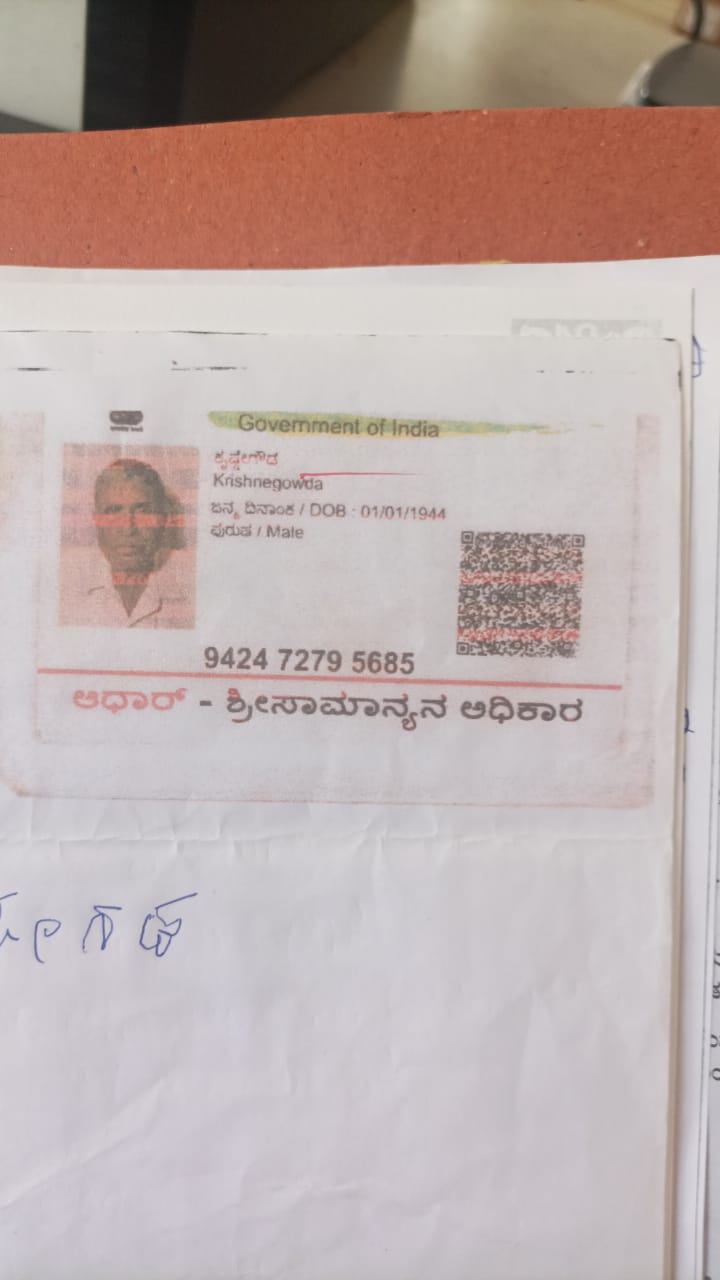 Government of India
ಕೃಷ್ಣೇಗೌಡ
Krishnegowda
ಜನ್ಮ ದಿನಾಂಕ / DOB : 01/01/1944
ಪುರುಷ / Male
9424 7279 5685
ಆಧಾರ್ - ಶ್ರೀಸಾಮಾನ್ಯನ ಅಧಿಕಾರ